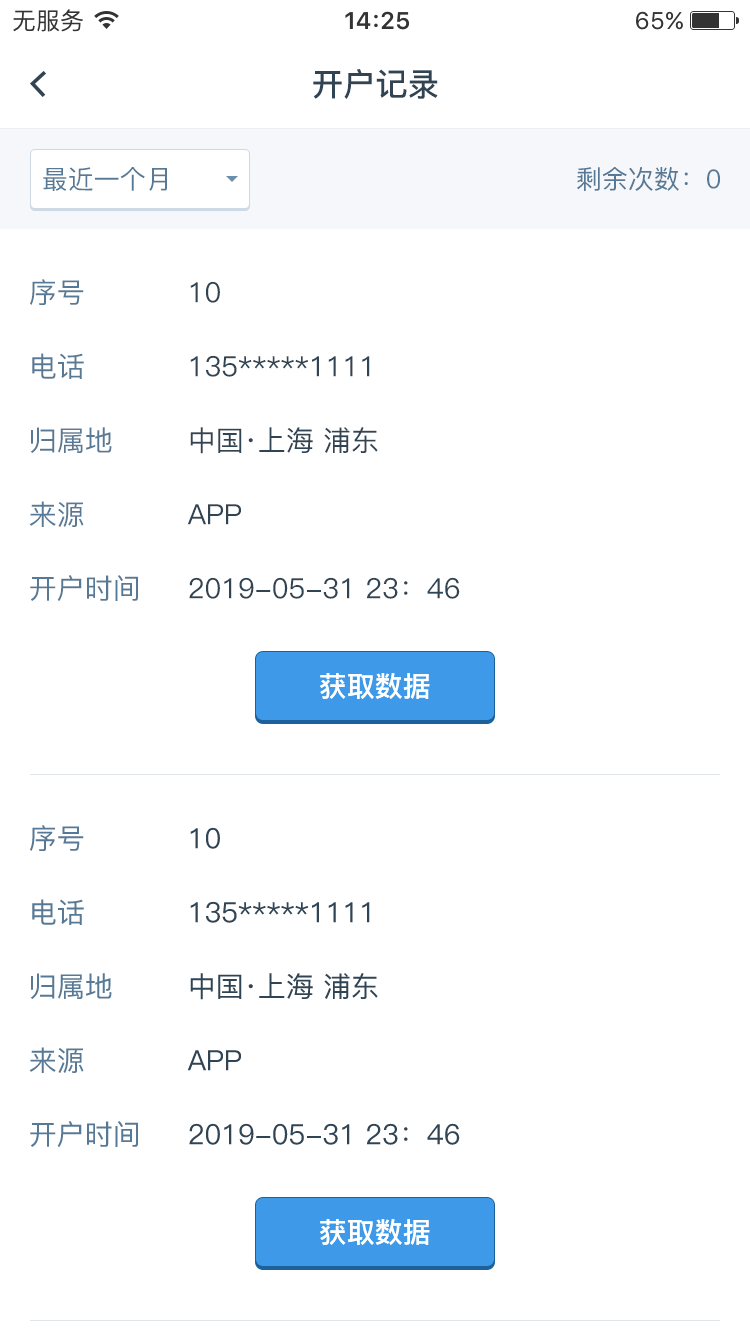 无服务 14:25 65%
开户记录
最近一个月 剩余次数：0
序号 10
电话 135*****1111
归属地 中国·上海 浦东
来源 APP
开户时间 2019-05-31 23：46
获取数据
序号 10
电话 135*****1111
归属地 中国·上海 浦东
来源 APP
开户时间 2019-05-31 23：46
获取数据